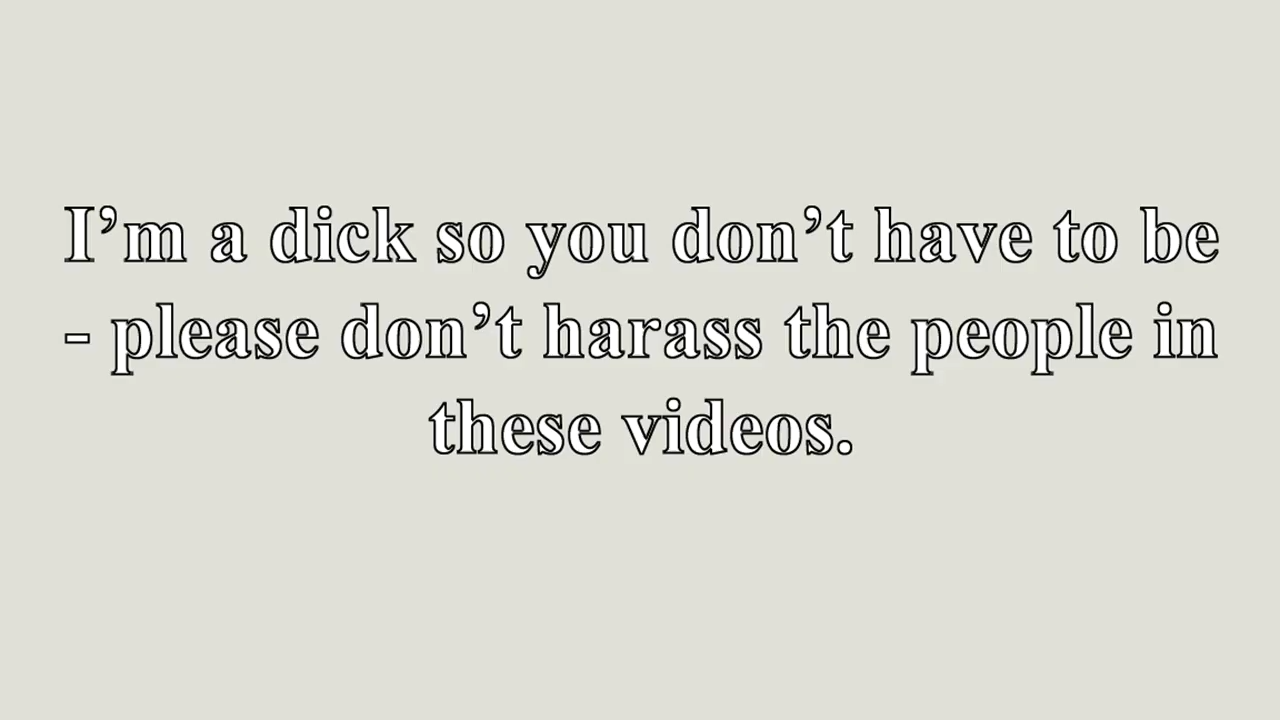 I’m a dick so you don’t have to be
- please don’t harass the people in
these videos.